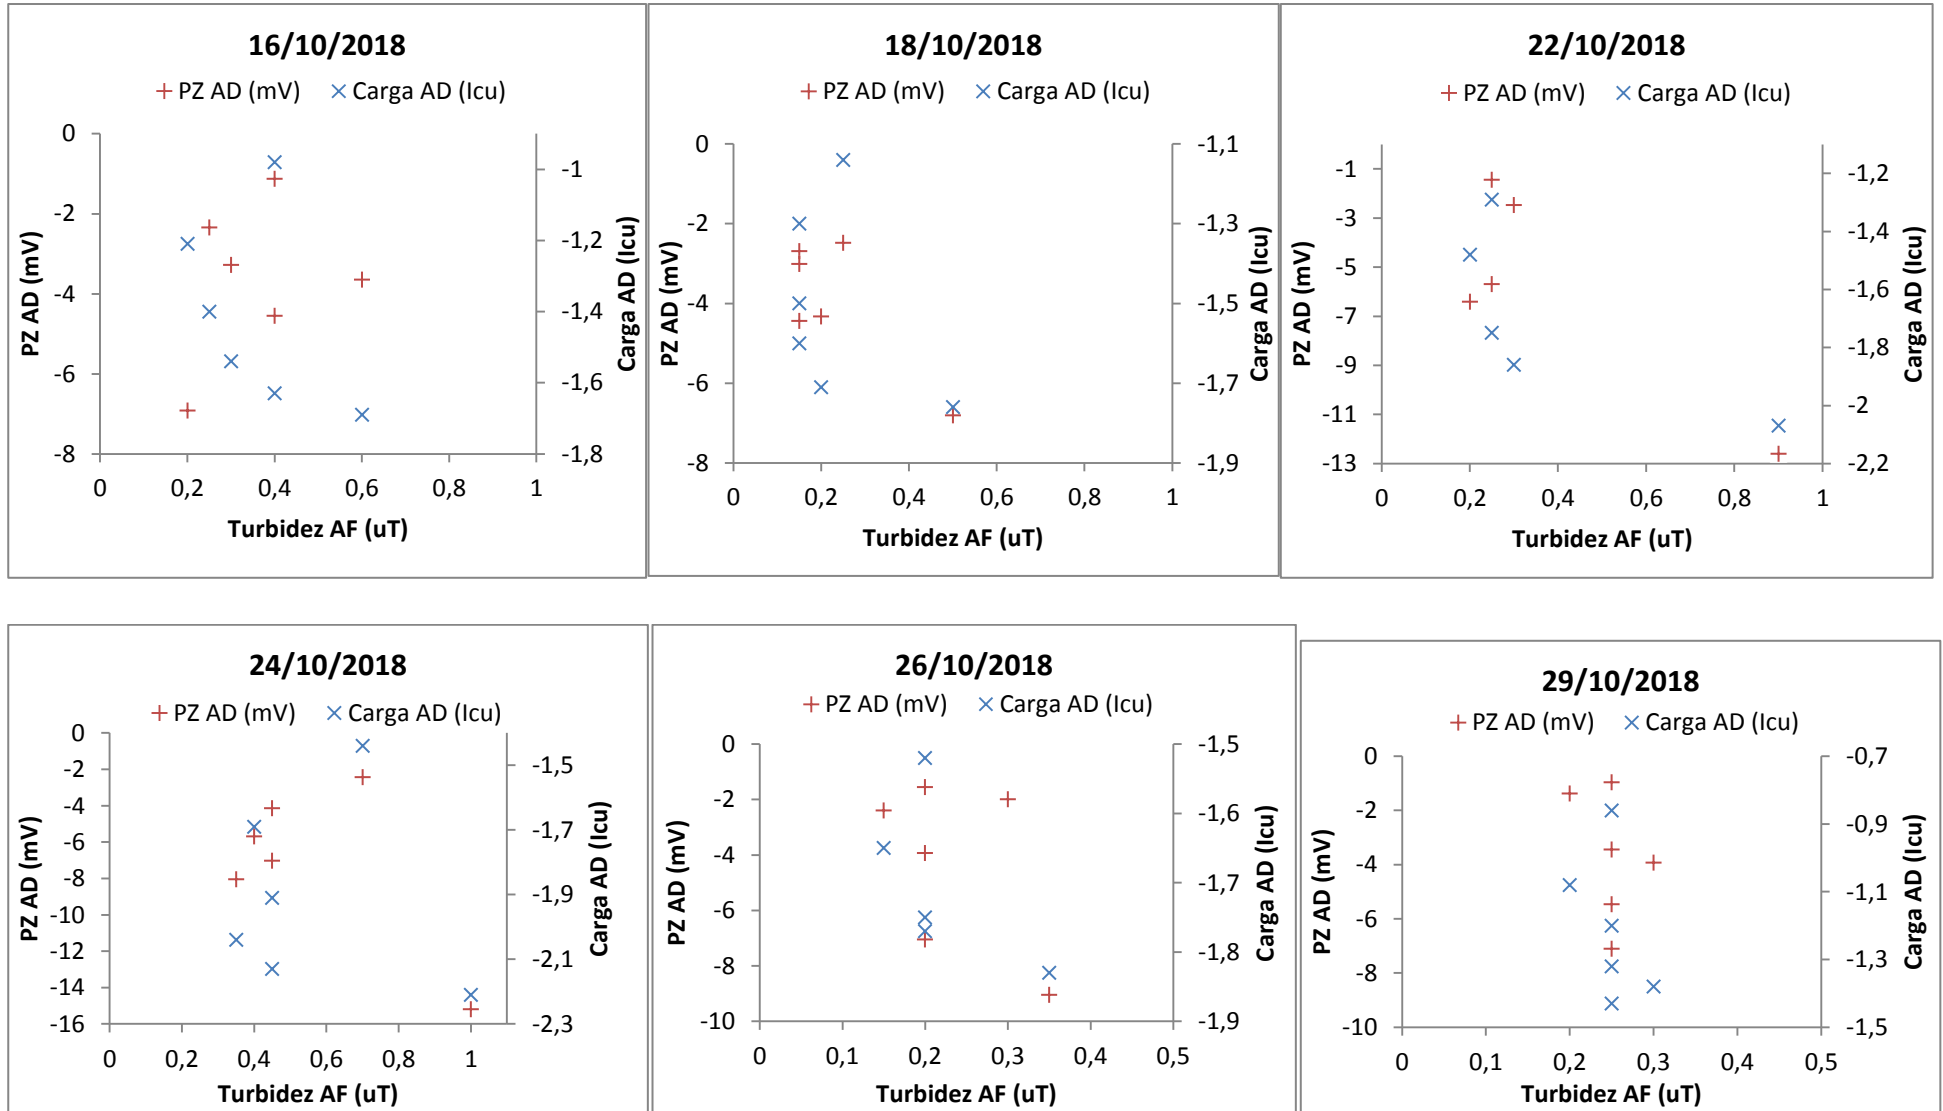 16/10/2018
PZ AD (mV) Carga AD (Icu)
0
-2
-4
-6
-8
PZ AD (mV)
-1
-1,2
-1,4
-1,6
-1,8
Carga AD (Icu)
0 0,2 0,4 0,6 0,8 1
Turbidez AF (uT)
18/10/2018
PZ AD (mV) Carga AD (Icu)
0
-2
-4
-6
-8
PZ AD (mV)
-1,1
-1,3
-1,5
-1,7
-1,9
Carga AD (Icu)
0 0,2 0,4 0,6 0,8 1
Turbidez AF (uT)
22/10/2018
PZ AD (mV) Carga AD (Icu)
-1
-3
-5
-7
-9
-11
-13
PZ AD (mV)
-1,2
-1,4
-1,6
-1,8
-2
-2,2
Carga AD (Icu)
0 0,2 0,4 0,6 0,8 1
Turbidez AF (uT)
24/10/2018
PZ AD (mV) Carga AD (Icu)
0
-2
-4
-6
-8
-10
-12
-14
-16
PZ AD (mV)
-1,5
-1,7
-1,9
-2,1
-2,3
Carga AD (Icu)
0 0,2 0,4 0,6 0,8 1
Turbidez AF (uT)
26/10/2018
PZ AD (mV) Carga AD (Icu)
0
-2
-4
-6
-8
-10
PZ AD (mV)
-1,5
-1,6
-1,7
-1,8
-1,9
Carga AD (Icu)
0 0,1 0,2 0,3 0,4 0,5
Turbidez AF (uT)
29/10/2018
PZ AD (mV) Carga AD (Icu)
0
-2
-4
-6
-8
-10
PZ AD (mV)
-0,7
-0,9
-1,1
-1,3
-1,5
Carga AD (Icu)
0 0,1 0,2 0,3 0,4 0,5
Turbidez AF (uT)